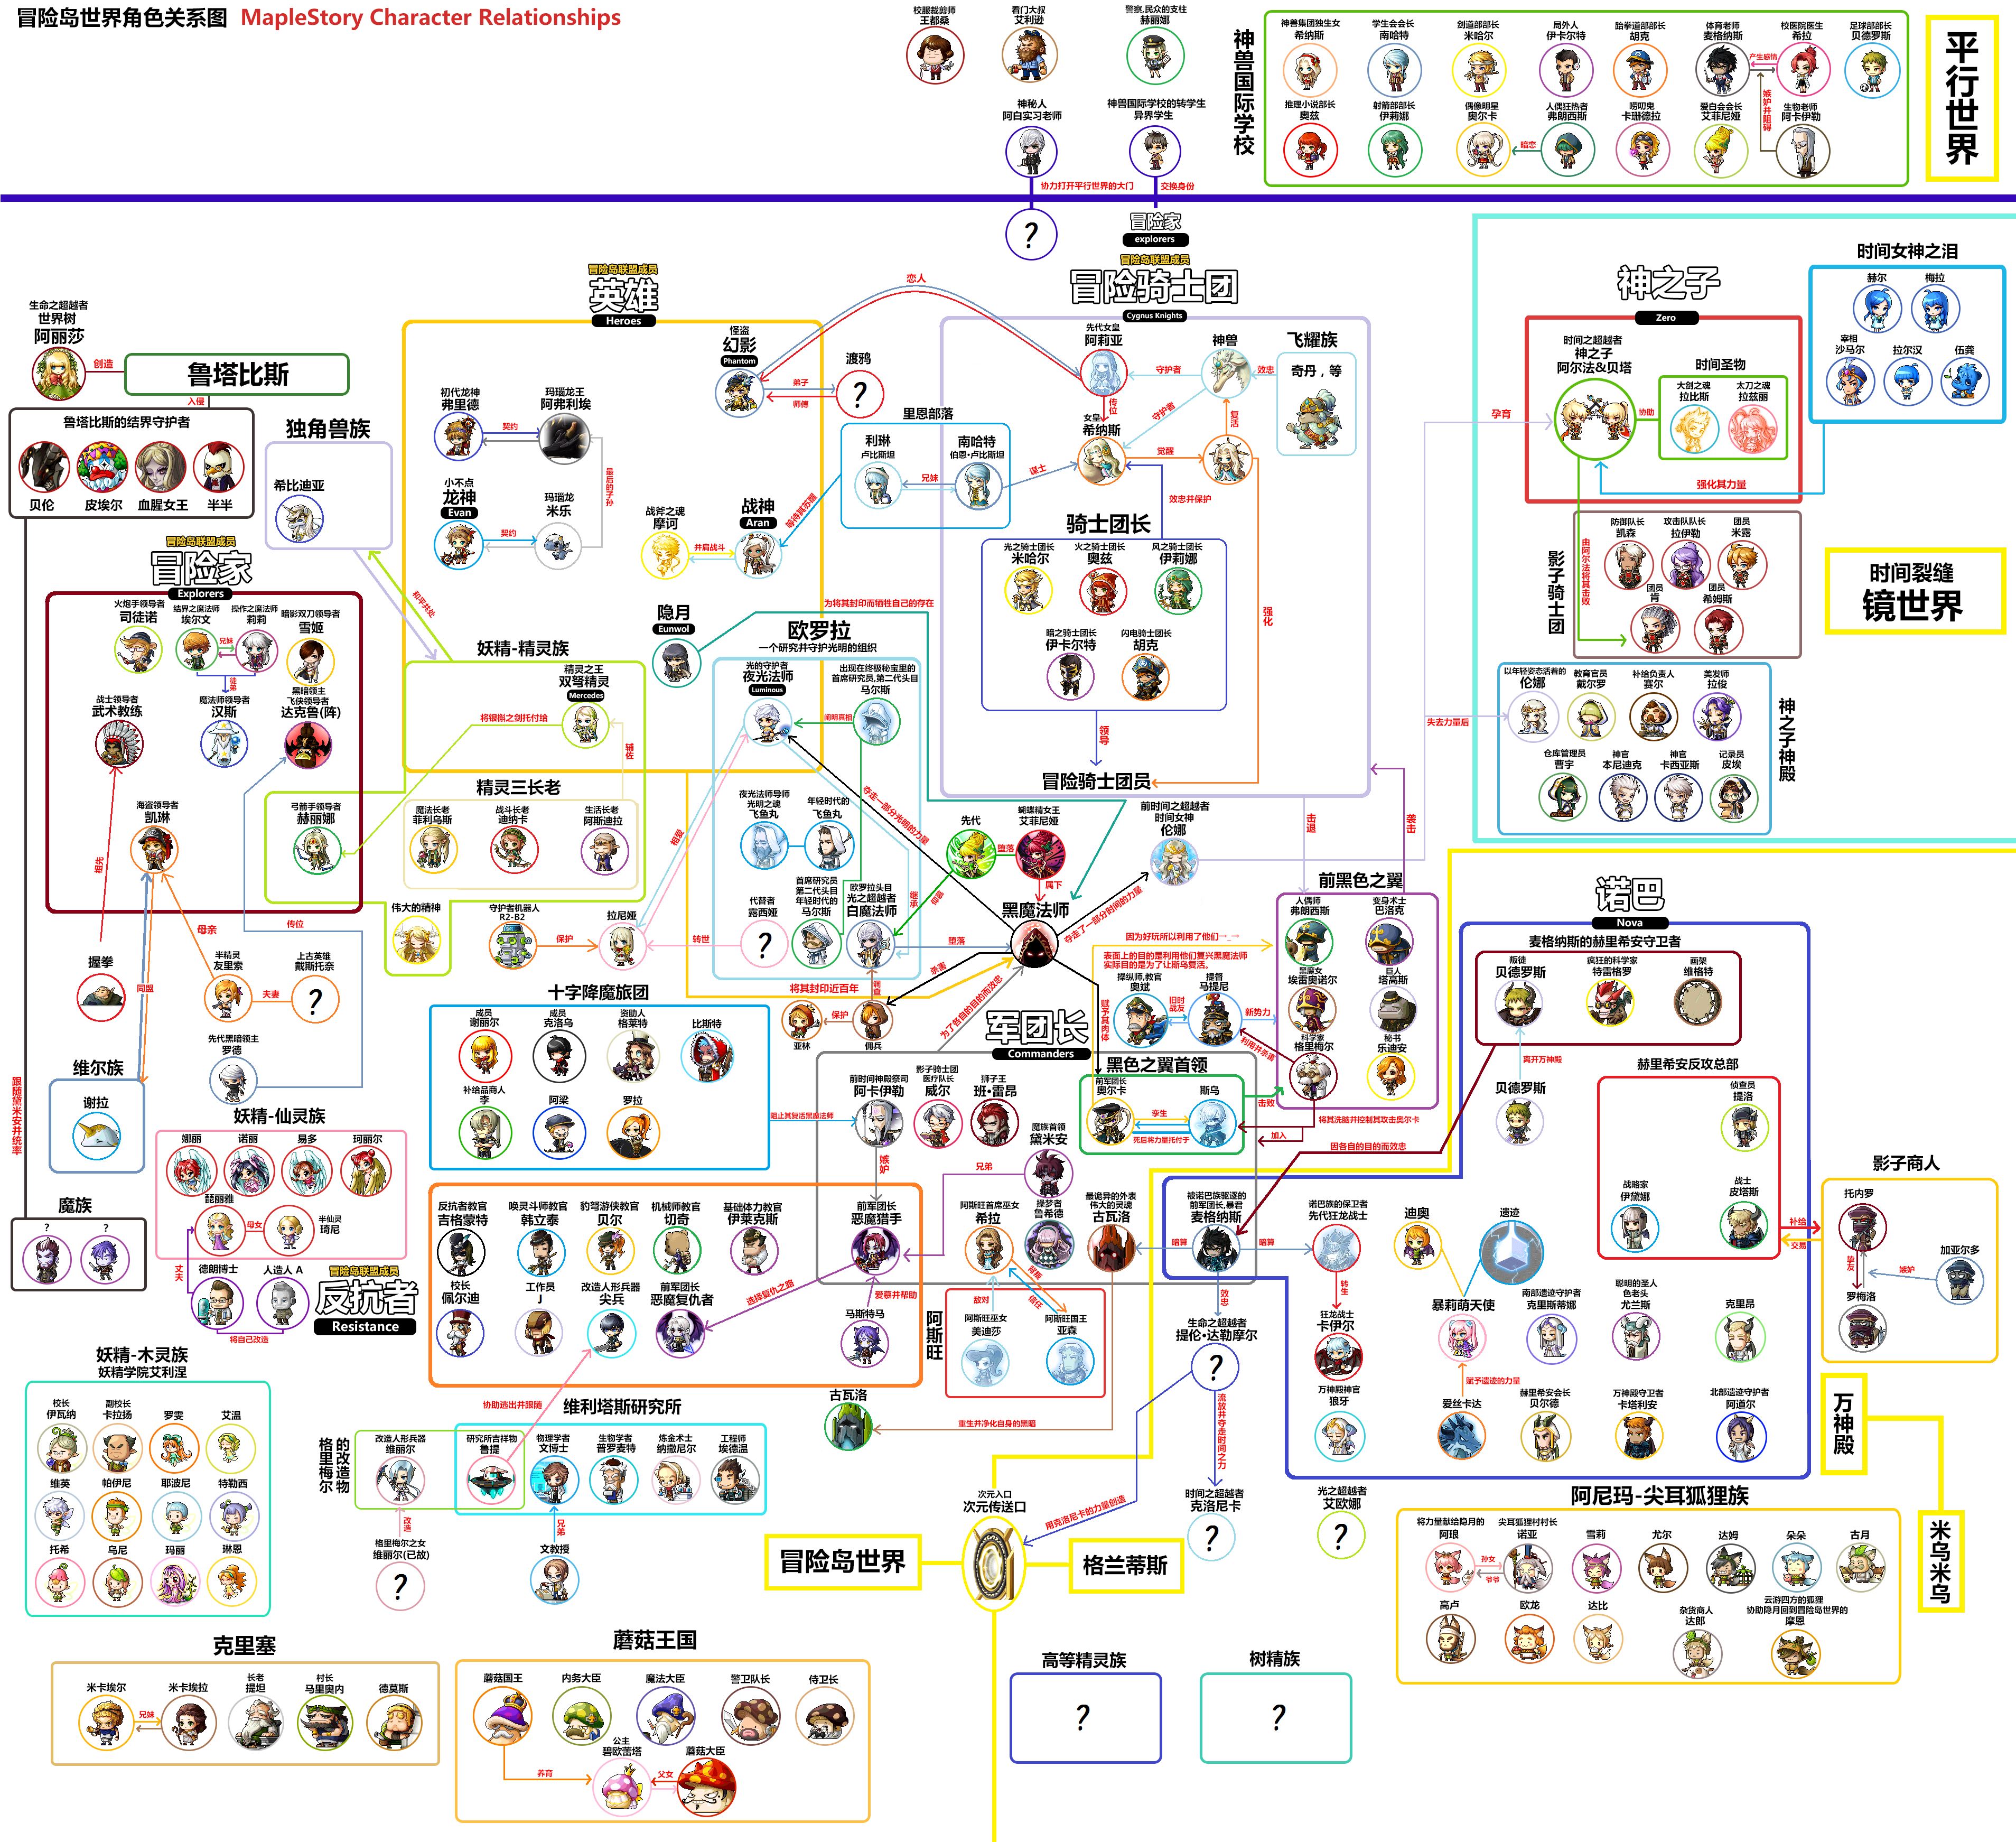 冒险岛世界角色关系图 MapleStory Character Relationships
校服裁剪师
王都桑
看门大叔
艾利逊
警察,民众的支柱
赫丽娜
神秘人
阿白实习老师
神兽国际学校的转学生
异界学生
协力打开平行世界的大门
交换身份
神兽国际学校
神兽集团独生女
希纳斯
学生会会长
南哈特
剑道部部长
米哈尔
局外人
伊卡尔特
跆拳道部部长
胡克
体育老师
麦格纳斯
产生感情
校医院医生
希拉
足球部部长
贝德罗斯
推理小说部长
奥兹
射箭部部长
伊莉娜
偶像明星
奥尔卡
暗恋
人偶狂热者
弗朗西斯
唠叨鬼
卡珊德拉
爱白会会长
艾菲尼娅
嫉妒并阻碍
生物老师
阿卡伊勒
平行世界
?
冒险家
explorers
生命之超越者
世界树
阿丽莎
创造
鲁塔比斯
入侵
鲁塔比斯的结界守护者
贝伦
皮埃尔
血腥女王
半半
独角兽族
希比迪亚
和平共处
冒险岛联盟成员
英雄
Heroes
初代龙神
弗里德
契约
玛瑙龙王
阿弗利埃
最后的子孙
小不点
龙神
Evan
契约
玛瑙龙
米乐
怪盗
幻影
Phantom
弟子
师傅
渡鸦
?
恋人
战斧之魂
摩诃
并肩战斗
战神
Aran
等待其苏醒
里恩部落
利琳
卢比斯坦
兄妹
南哈特
伯恩·卢比斯坦
谋士
隐月
Eunwol
为将其封印而牺牲自己的存在
冒险岛联盟成员
冒险骑士团
Cygnus Knights
先代女皇
阿莉亚
守护者
神兽
效忠
飞耀族
奇丹，等
传位
守护者
女皇
希纳斯
觉醒
复活
强化
效忠并保护
骑士团长
光之骑士团长
米哈尔
火之骑士团长
奥兹
风之骑士团长
伊莉娜
暗之骑士团长
伊卡尔特
闪电骑士团长
胡克
领导
冒险骑士团员
神之子
Zero
时间之超越者
神之子
阿尔法&贝塔
孕育
协助
时间圣物
大剑之魂
拉比斯
太刀之魂
拉兹丽
强化其力量
由阿尔法将其击败
时间女神之泪
赫尔
梅拉
宰相
沙马尔
拉尔汉
伍龚
影子骑士团
防御队长
凯森
攻击队队长
拉伊勒
团员
米露
团员
肯
团员
希姆斯
时间裂缝
镜世界
失去力量后
以年轻姿态活着的
伦娜
教育官员
戴尔罗
补给负责人
赛尔
美发师
拉俊
仓库管理员
曹宇
神官
本尼迪克
神官
卡西亚斯
记录员
皮埃
神之子神殿
冒险岛联盟成员
冒险家
Explorers
火炮手领导者
司徒诺
结界之魔法师
埃尔文
兄妹
操作之魔法师
莉莉
暗影双刀领导者
雪姬
徒弟
战士领导者
武术教练
魔法师领导者
汉斯
黑暗领主
飞侠领导者
达克鲁(阵)
海盗领导者
凯琳
弓箭手领导者
赫丽娜
祖先
母亲
传位
同盟
握拳
半精灵
友里索
夫妻
上古英雄
戴斯托奈
?
先代黑暗领主
罗德
维尔族
谢拉
跟随黛米安并统率
魔族
?
?
妖精-精灵族
精灵之王
双弩精灵
Mercedes
将银槲之剑托付给
辅佐
精灵三长老
魔法长老
菲利乌斯
战斗长老
迪纳卡
生活长老
阿斯迪拉
伟大的精神
守护者机器人
R2-B2
保护
拉尼娅
相爱
转世
欧罗拉
一个研究并守护光明的组织
光的守护者
夜光法师
Luminous
阐明真相
出现在终极秘宝里的
首席研究员,第二代头目
马尔斯
夜光法师导师
光明之魂
飞鱼丸
年轻时代的
飞鱼丸
代替者
露西娅
?
首席研究员
第二代头目
年轻时代的
马尔斯
继承
欧罗拉头目
光之超越者
白魔法师
堕落
夺走一部分光明的力量
先代
堕落
蝴蝶精女王
艾菲尼娅
属下
信仰
黑魔法师
夺走了一部分时间的力量
前时间之超越者
时间女神
伦娜
将其封印近百年
调查
杀害
亚林
保护
佣兵
为了各自的目的而效忠
击退
袭击
前黑色之翼
人偶师
弗朗西斯
变身术士
巴洛克
黑魔女
埃雷奥诺尔
巨人
塔高斯
科学家
格里梅尔
秘书
乐迪安
因为好玩所以利用了他们→_→
表面上的目的是利用他们复兴黑魔法师
实际目的是为了让斯乌复活。
操纵师,教官
奥斌
旧时战友
提督
马提尼
新势力
利用并杀害
赋予其肉体
将其洗脑并控制其攻击奥尔卡
击败
加入
军团长
Commanders
黑色之翼首领
前军团长
奥尔卡
孪生
死后将力量托付于
斯乌
前时间神殿祭司
阿卡伊勒
影子骑士团
医疗队长
威尔
狮子王
班·雷昂
魔族首领
黛米安
兄弟
嫉妒
前军团长
恶魔猎手
阿斯旺首席巫女
希拉
操梦者
鲁希德
最诡异的外表
伟大的灵魂
古瓦洛
被诺巴族驱逐的
前军团长,暴君
麦格纳斯
暗算
暗算
因各自的目的而效忠
十字降魔旅团
成员
谢丽尔
成员
克洛乌
资助人
格莱特
比斯特
补给品商人
李
阿梁
罗拉
阻止其复活黑魔法师
诺巴
Nova
麦格纳斯的赫里希安守卫者
叛徒
贝德罗斯
疯狂的科学家
特雷格罗
画架
维格特
离开万神殿
贝德罗斯
赫里希安反攻总部
侦查员
提洛
战略家
伊黛娜
战士
皮塔斯
诺巴族的保卫者
先代狂龙战士
转生
狂龙战士
卡伊尔
万神殿神官
狼牙
迪奥
遗迹
暴莉萌天使
南部遗迹守护者
克里斯蒂娜
聪明的圣人
色老头
尤兰斯
克里昂
赋予遗迹的力量
爱丝卡达
赫里希安会长
贝尔德
万神殿守卫者
卡塔利安
北部遗迹守护者
阿道尔
补给
交易
影子商人
托内罗
挚友
加亚尔多
嫉妒
罗梅洛
万神殿
米乌米乌
妖精-仙灵族
娜丽
诺丽
易多
珂丽尔
琵丽雅
母女
半仙灵
琦尼
丈夫
德朗博士
人造人 A
将自己改造
冒险岛联盟成员
反抗者
Resistance
反抗者教官
吉格蒙特
唤灵斗师教官
韩立泰
豹弩游侠教官
贝尔
机械师教官
切奇
基础体力教官
伊莱克斯
校长
佩尔迪
工作员
J
改造人形兵器
尖兵
前军团长
恶魔复仇者
选择复仇之路
爱慕并帮助
马斯特马
阿斯旺
敌对
背叛
信任
阿斯旺巫女
美迪莎
阿斯旺国王
亚森
效忠
生命之超越者
提伦·达勒摩尔
?
流放并夺走时间之力
用克洛尼卡的力量创造
时间之超越者
克洛尼卡
?
光之超越者
艾欧娜
?
古瓦洛
重生并净化自身的黑暗
妖精-木灵族
妖精学院艾利涅
校长
伊瓦纳
副校长
卡拉扬
罗雯
艾温
维英
帕伊尼
耶波尼
特勒西
托希
乌尼
玛丽
琳恩
协助逃出并跟随
格里梅尔的改造物
改造人形兵器
维丽尔
改造
格里梅尔之女
维丽尔(已故)
?
维利塔斯研究所
研究所吉祥物
鲁提
物理学者
文博士
生物学者
普罗麦特
炼金术士
纳撒尼尔
工程师
埃德温
兄弟
文教授
次元入口
次元传送口
冒险岛世界
格兰蒂斯
阿尼玛-尖耳狐狸族
将力量献给隐月的
阿琅
孙女
爷爷
尖耳狐狸村村长
诺亚
雪莉
尤尔
达姆
朵朵
古月
高卢
欧龙
达比
杂货商人
达郎
云游四方的狐狸
协助隐月回到冒险岛世界的
摩恩
克里塞
米卡埃尔
兄妹
米卡埃拉
长老
提坦
村长
马里奥内
德莫斯
蘑菇王国
蘑菇国王
内务大臣
魔法大臣
警卫队长
侍卫长
养育
公主
碧欧蕾塔
父女
蘑菇大臣
高等精灵族
?
树精族
?